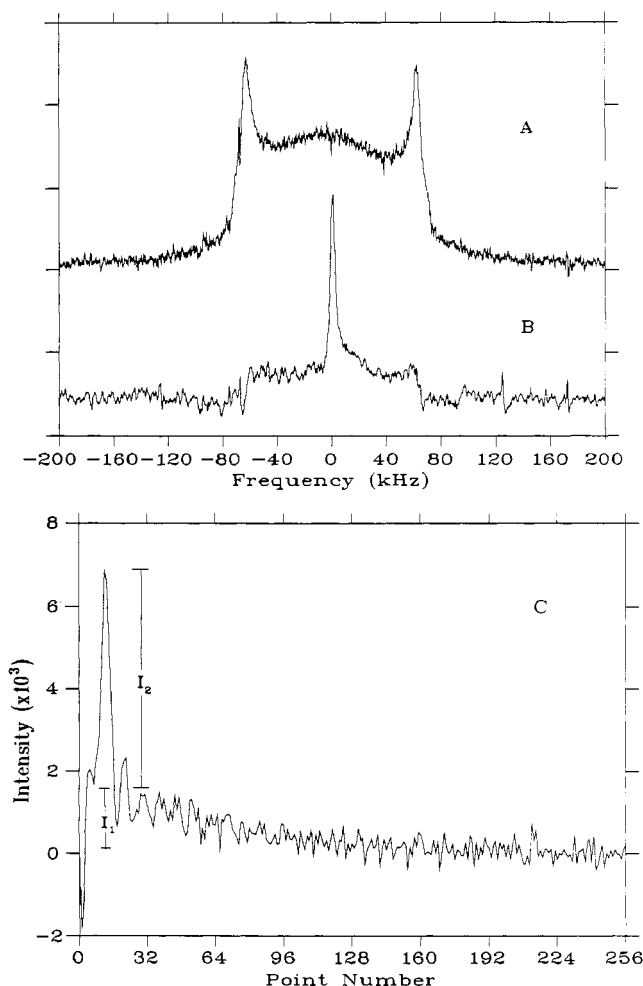 A
B
−200 −160 −120 −80 −40 0 40 80 120 160 200
Frequency (kHz)
8
C
6
I₂
4
Intensity (x10³)
2
I₁
0
−2
0 32 64 96 128 160 192 224 256
Point Number